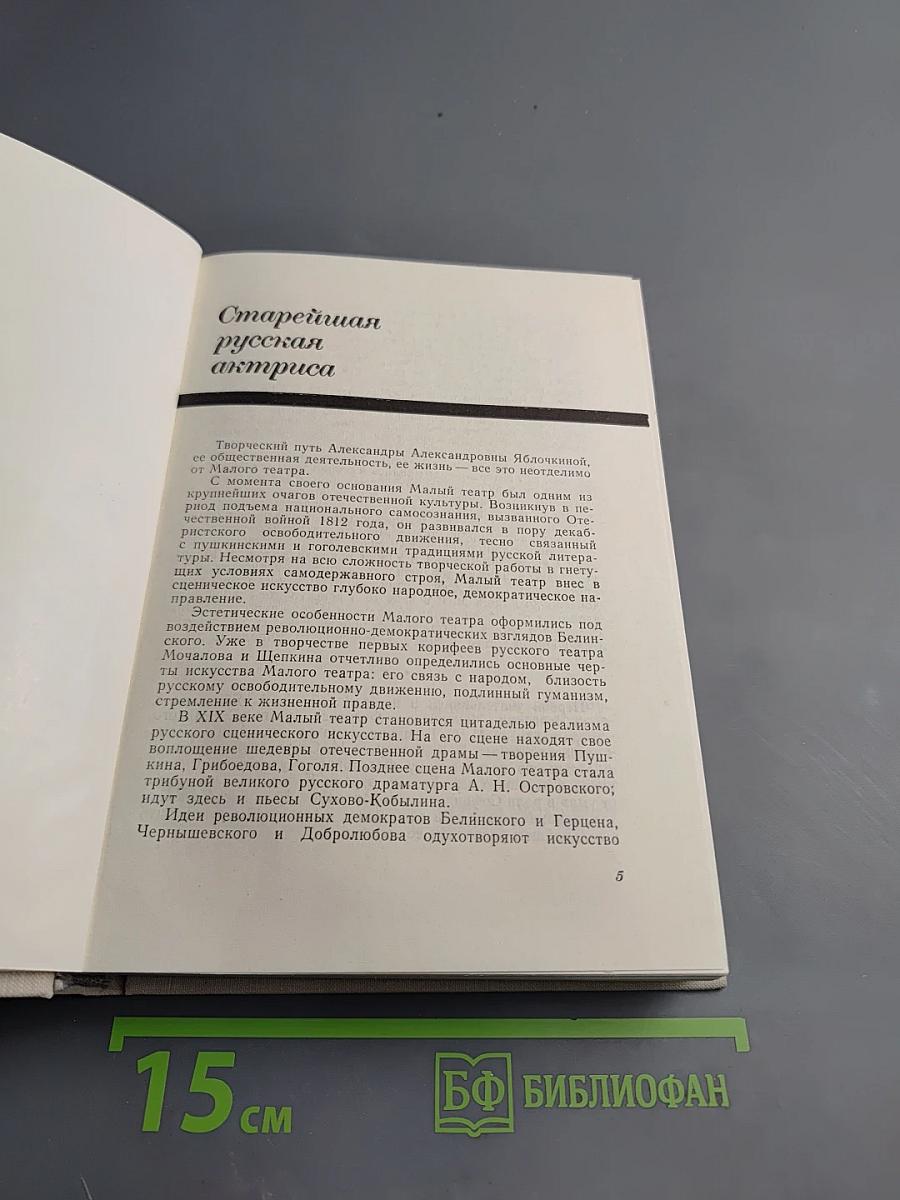 Старейшая
русская
актриса
Творческий путь Александры Александровны Яблочкиной,
ее общественная деятельность, ее жизнь — все это неотделимо
от Малого театра.
С момента своего основания Малый театр был одним из
крупнейших очагов отечественной культуры. Возникнув в пе-
риод подъема национального самосознания, вызванного Оте-
чественной войной 1812 года, он развивался в пору декаб-
ристского освободительного движения, тесно связанный
с пушкинскими и гоголевскими традициями русской литера-
туры. Несмотря на всю сложность творческой работы в гнету-
щих условиях самодержавного строя, Малый театр внес в
сценическое искусство глубоко народное, демократическое на-
правление.
Эстетические особенности Малого театра оформились под
воздействием революционно-демократических взглядов Белин-
ского. Уже в творчестве первых корифеев русского театра
Мочалова и Щепкина отчетливо определились основные чер-
ты искусства Малого театра: его связь с народом, близость
русскому освободительному движению, подлинный гуманизм,
стремление к жизненной правде.
В XIX веке Малый театр становится цитаделью реализма
русского сценического искусства. На его сцене находят свое
воплощение шедевры отечественной драмы — творения Пуш-
кина, Грибоедова, Гоголя. Позднее сцена Малого театра стала
трибуной великого русского драматурга А. Н. Островского;
идут здесь и пьесы Сухово-Кобылина.
Идеи революционных демократов Белинского и Герцена,
Чернышевского и Добролюбова одухотворяют искусство
5
15 см
БФ БИБЛИОФАН